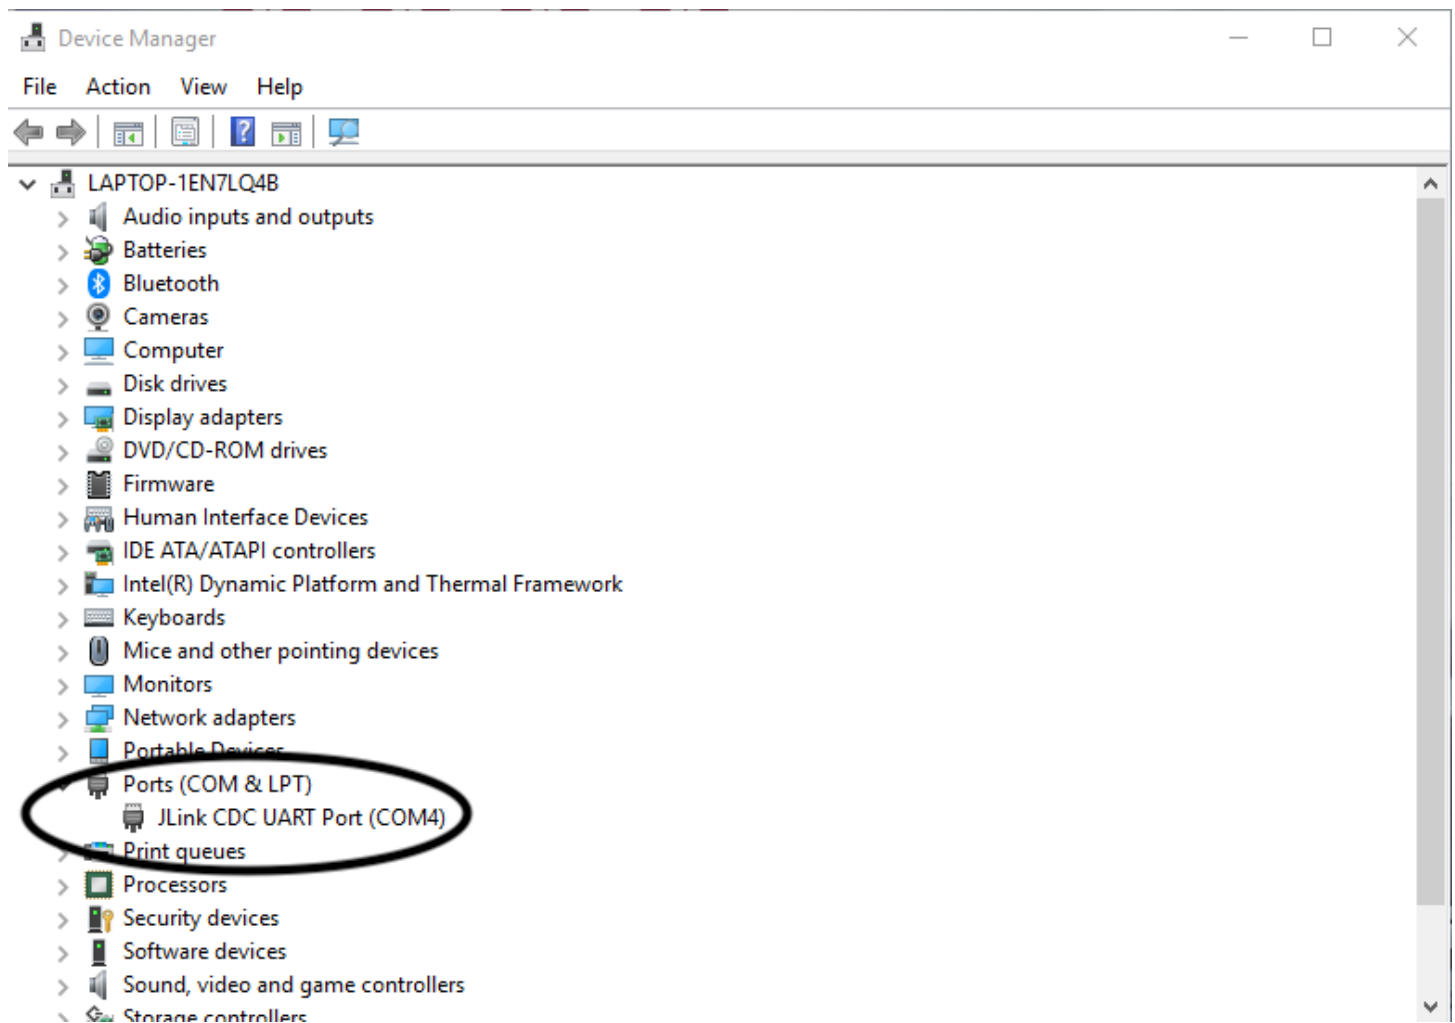 Device Manager
File Action View Help
LAPTOP-1EN7LQ4B
Audio inputs and outputs
Batteries
Bluetooth
Cameras
Computer
Disk drives
Display adapters
DVD/CD-ROM drives
Firmware
Human Interface Devices
IDE ATA/ATAPI controllers
Intel(R) Dynamic Platform and Thermal Framework
Keyboards
Mice and other pointing devices
Monitors
Network adapters
Portable Devices
Ports (COM & LPT)
JLink CDC UART Port (COM4)
Print queues
Processors
Security devices
Software devices
Sound, video and game controllers
Storage controllers